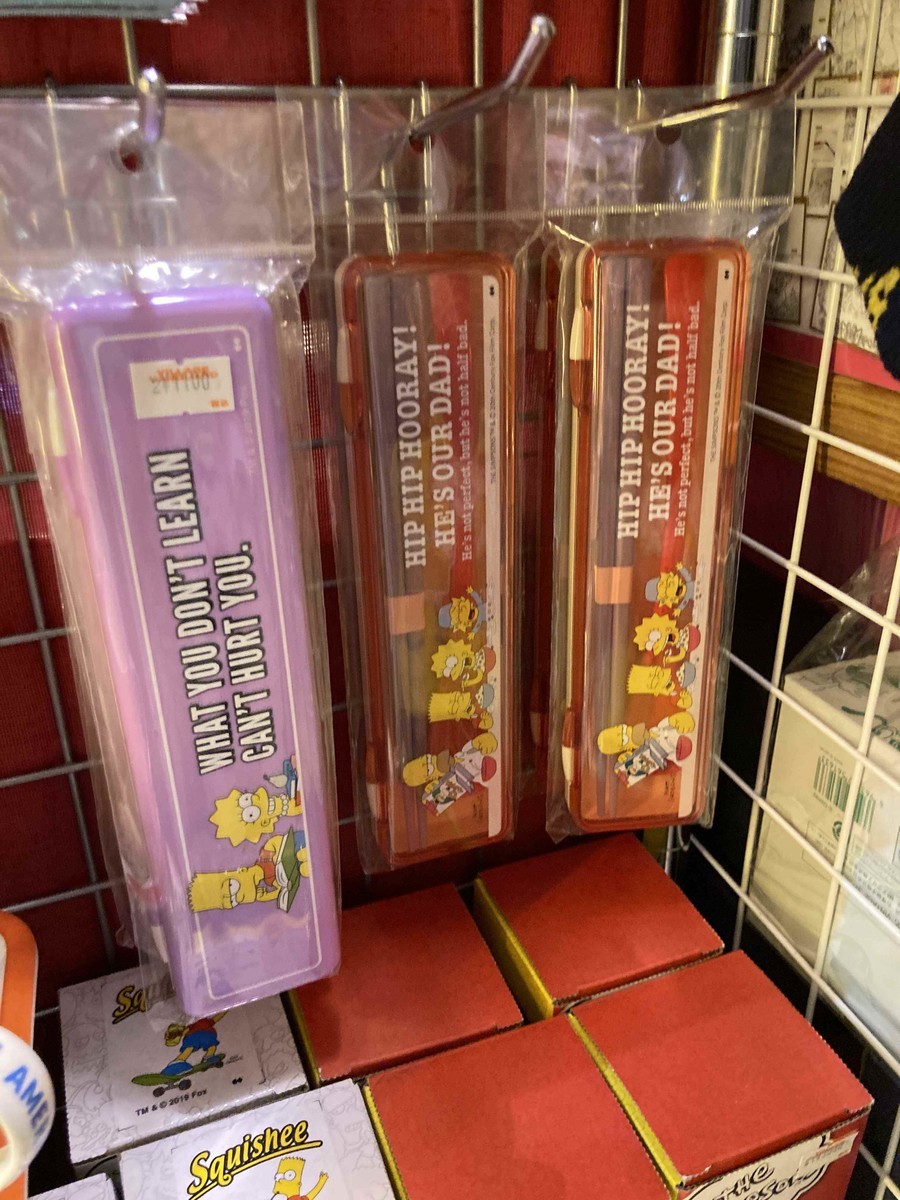 WHAT YOU DON'T LEARN
CAN'T HURT YOU.
HIP HIP HOORAY!
HE'S OUR DAD!
He's not perfect, but he's not half bad.
HIP HIP HOORAY!
HE'S OUR DAD!
He's not perfect, but he's not half bad.
TM & © 2019 Fox
Squishee
AME
The